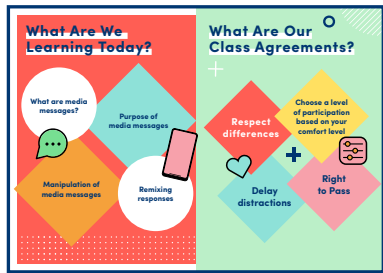 What Are We
Learning Today?
What are media
messages?
Purpose of
media messages
Manipulation of
media messages
Remixing
responses
What Are Our
Class Agreements?
Respect
differences
Choose a level
of participation
based on your
comfort level
Delay
distractions
Right
to Pass